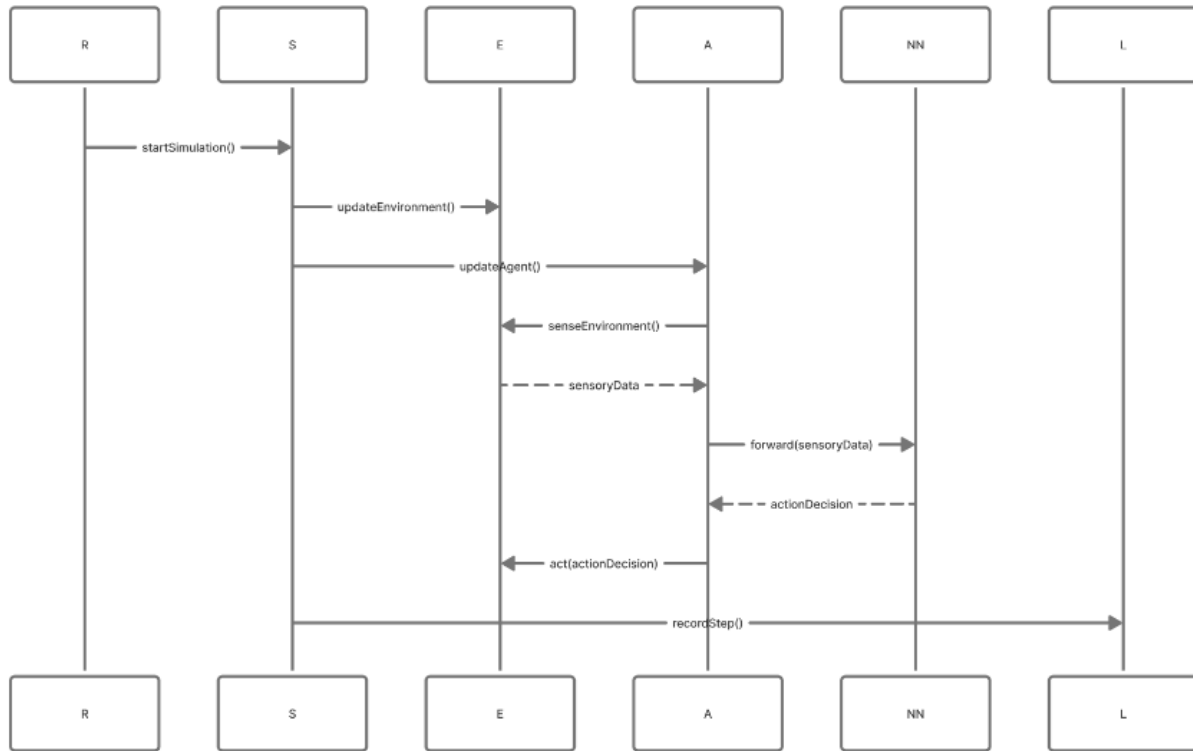 R
S
E
A
NN
L
startSimulation()
updateEnvironment()
updateAgent()
senseEnvironment()
sensoryData
forward(sensoryData)
actionDecision
act(actionDecision)
recordStep()
R
S
E
A
NN
L